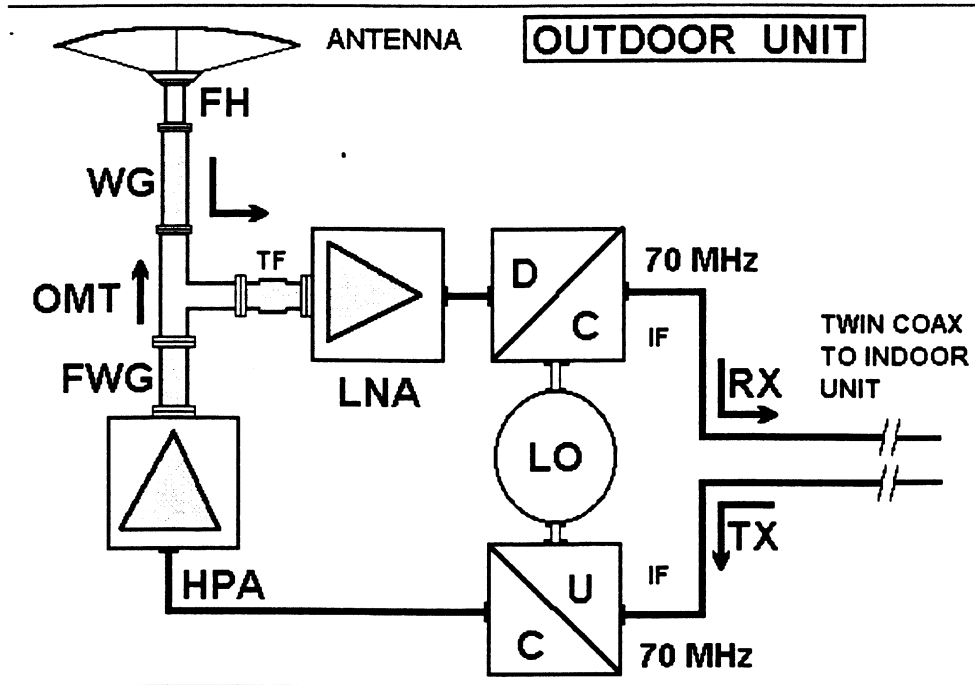 ANTENNA
OUTDOOR UNIT
FH
WG
TF
70 MHz
D
C
OMT
IF
TWIN COAX
TO INDOOR
UNIT
FWG
LNA
RX
LO
TX
HPA
IF
U
C
70 MHz